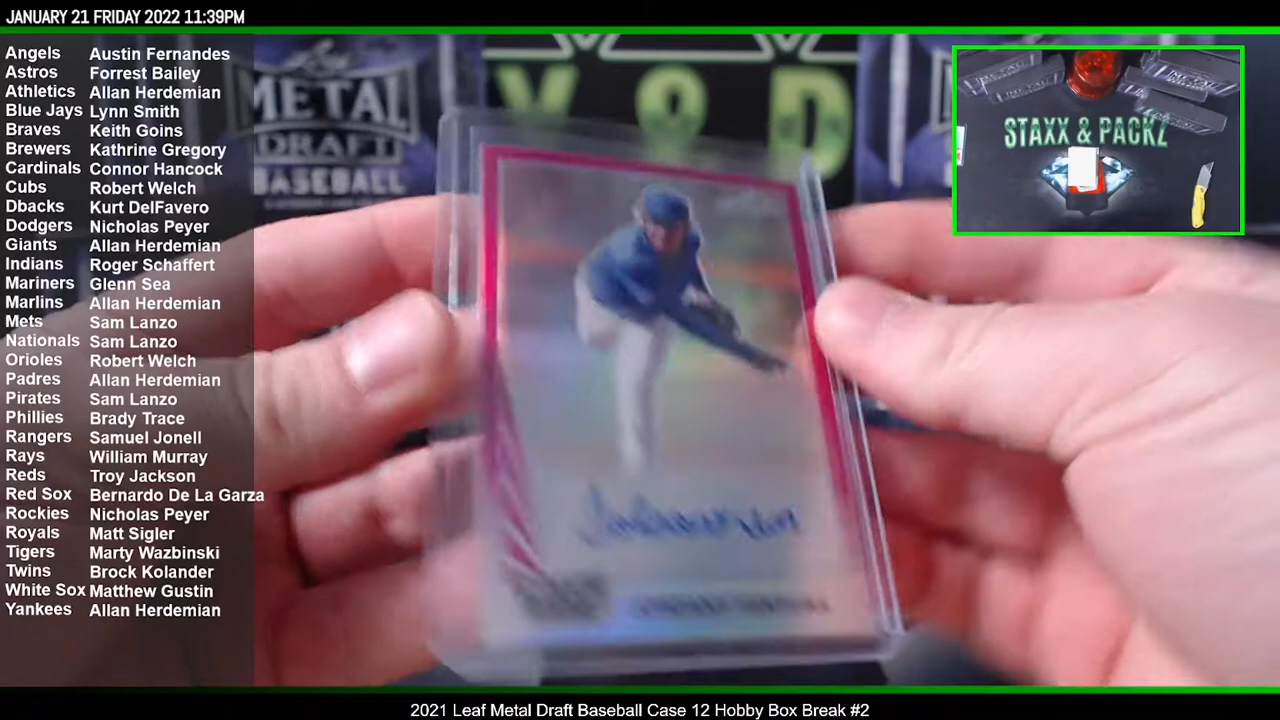 JANUARY 21 FRIDAY 2022 11:39PM
Angels Austin Fernandes
Astros Forrest Bailey
Athletics Allan Herdemian
Blue Jays Lynn Smith
Braves Keith Goins
Brewers Kathrine Gregory
Cardinals Connor Hancock
Cubs Robert Welch
Dbacks Kurt DelFavero
Dodgers Nicholas Peyer
Giants Allan Herdemian
Indians Roger Schaffert
Mariners Glenn Sea
Marlins Allan Herdemian
Mets Sam Lanzo
Nationals Sam Lanzo
Orioles Robert Welch
Padres Allan Herdemian
Pirates Sam Lanzo
Phillies Brady Trace
Rangers Samuel Jonell
Rays William Murray
Reds Troy Jackson
Red Sox Bernardo De La Garza
Rockies Nicholas Peyer
Royals Matt Sigler
Tigers Marty Wazbinski
Twins Brock Kolander
White Sox Matthew Gustin
Yankees Allan Herdemian
METAL
DRAFT
BASEBALL
STAXX & PACKZ
2021 Leaf Metal Draft Baseball Case 12 Hobby Box Break #2